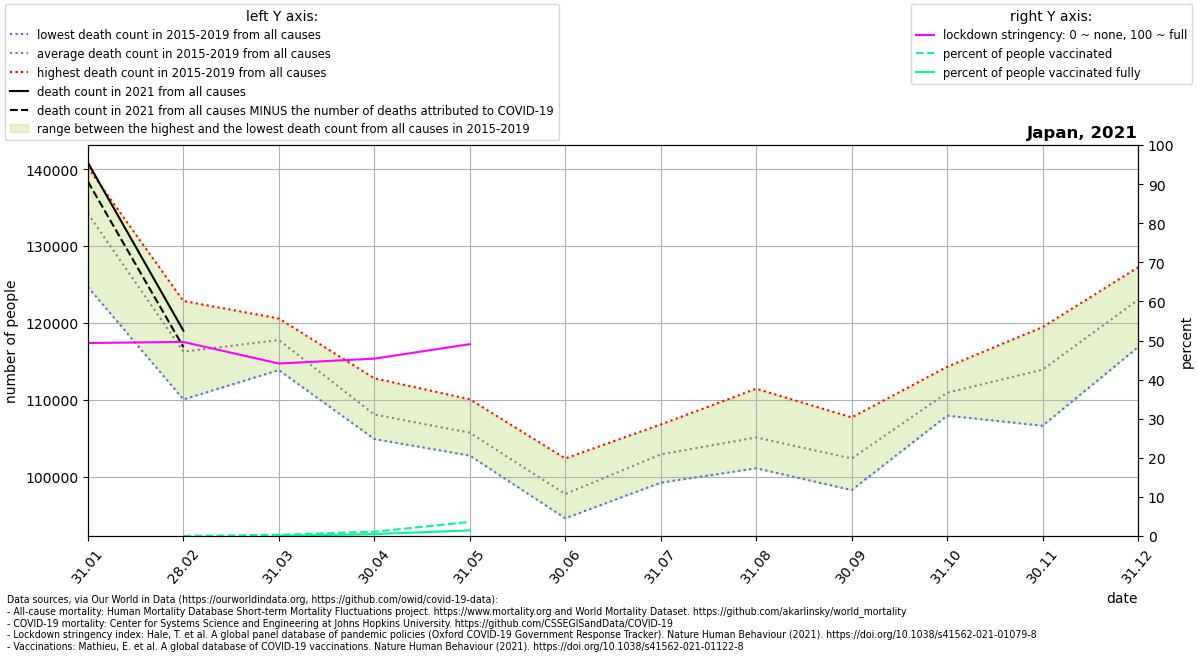 left Y axis:
lowest death count in 2015-2019 from all causes
average death count in 2015-2019 from all causes
highest death count in 2015-2019 from all causes
death count in 2021 from all causes
death count in 2021 from all causes MINUS the number of deaths attributed to COVID-19
range between the highest and the lowest death count from all causes in 2015-2019
right Y axis:
lockdown stringency: 0 ~ none, 100 ~ full
percent of people vaccinated
percent of people vaccinated fully
Japan, 2021
number of people
140000
130000
120000
110000
100000
100
90
80
70
60
50
40
30
20
10
0
percent
31.01
28.02
31.03
30.04
31.05
30.06
31.07
31.08
30.09
31.10
30.11
31.12
date
Data sources, via Our World in Data (https://ourworldindata.org, https://github.com/owid/covid-19-data):
- All-cause mortality: Human Mortality Database Short-term Mortality Fluctuations project. https://www.mortality.org and World Mortality Dataset. https://github.com/akarlinsky/world_mortality
- COVID-19 mortality: Center for Systems Science and Engineering at Johns Hopkins University. https://github.com/CSSEGISandData/COVID-19
- Lockdown stringency index: Hale, T. et al. A global panel database of pandemic policies (Oxford COVID-19 Government Response Tracker). Nature Human Behaviour (2021). https://doi.org/10.1038/s41562-021-01079-8
- Vaccinations: Mathieu, E. et al. A global database of COVID-19 vaccinations. Nature Human Behaviour (2021). https://doi.org/10.1038/s41562-021-01122-8